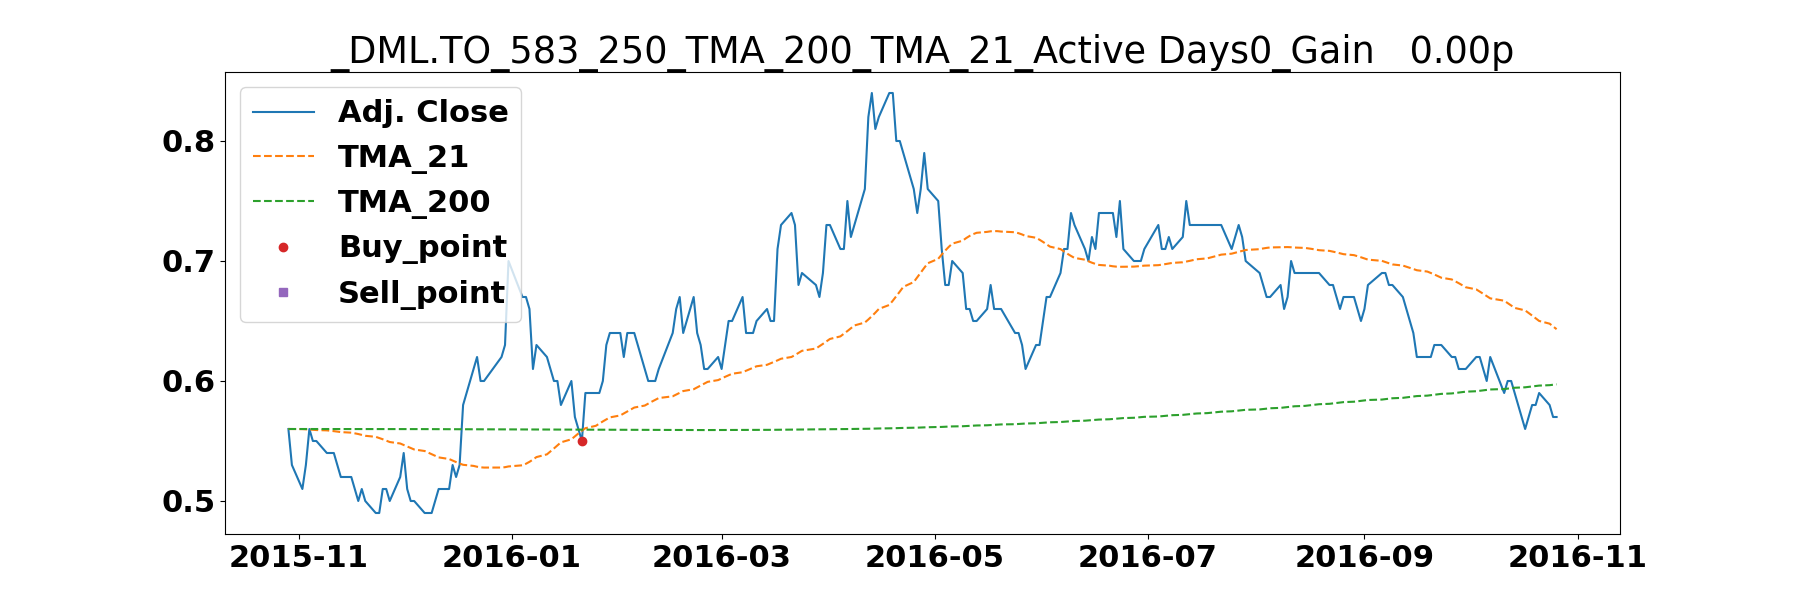 _DML.TO_583_250_TMA_200_TMA_21_Active Days0_Gain   0.00p
Adj. Close
TMA_21
TMA_200
Buy_point
Sell_point
0.8
0.7
0.6
0.5
2015-11
2016-01
2016-03
2016-05
2016-07
2016-09
2016-11